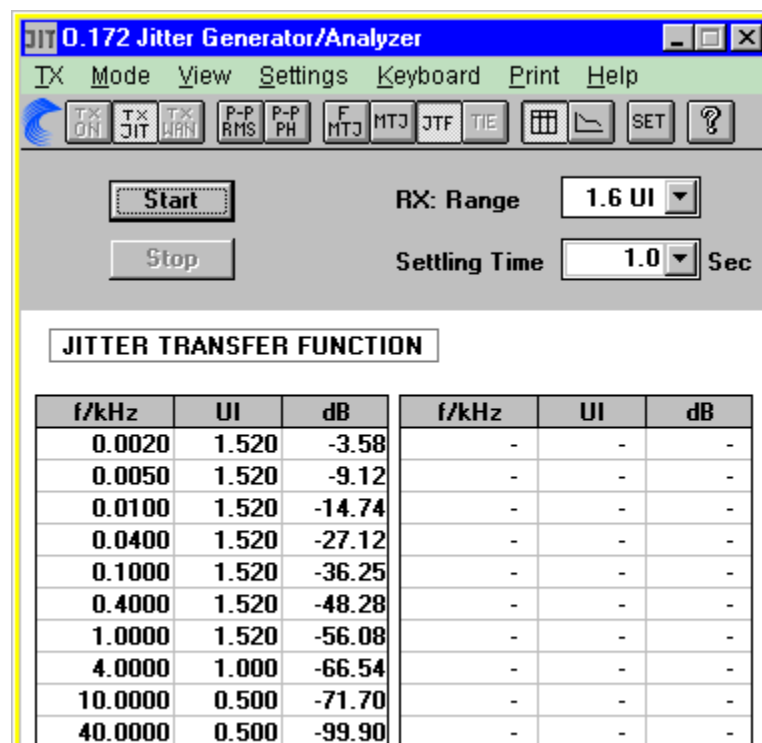 JIT O.172 Jitter Generator/Analyzer
TX Mode View Settings Keyboard Print Help
TX ON TX JIT TX WAN P-P RMS P-P PH F MTJ MTJ JTF TIE SET ?
Start RX: Range 1.6 UI
Stop Settling Time 1.0 Sec
JITTER TRANSFER FUNCTION
f/kHz UI dB f/kHz UI dB
0.0020 1.520 -3.58 - - -
0.0050 1.520 -9.12 - - -
0.0100 1.520 -14.74 - - -
0.0400 1.520 -27.12 - - -
0.1000 1.520 -36.25 - - -
0.4000 1.520 -48.28 - - -
1.0000 1.520 -56.08 - - -
4.0000 1.000 -66.54 - - -
10.0000 0.500 -71.70 - - -
40.0000 0.500 -99.90 - - -